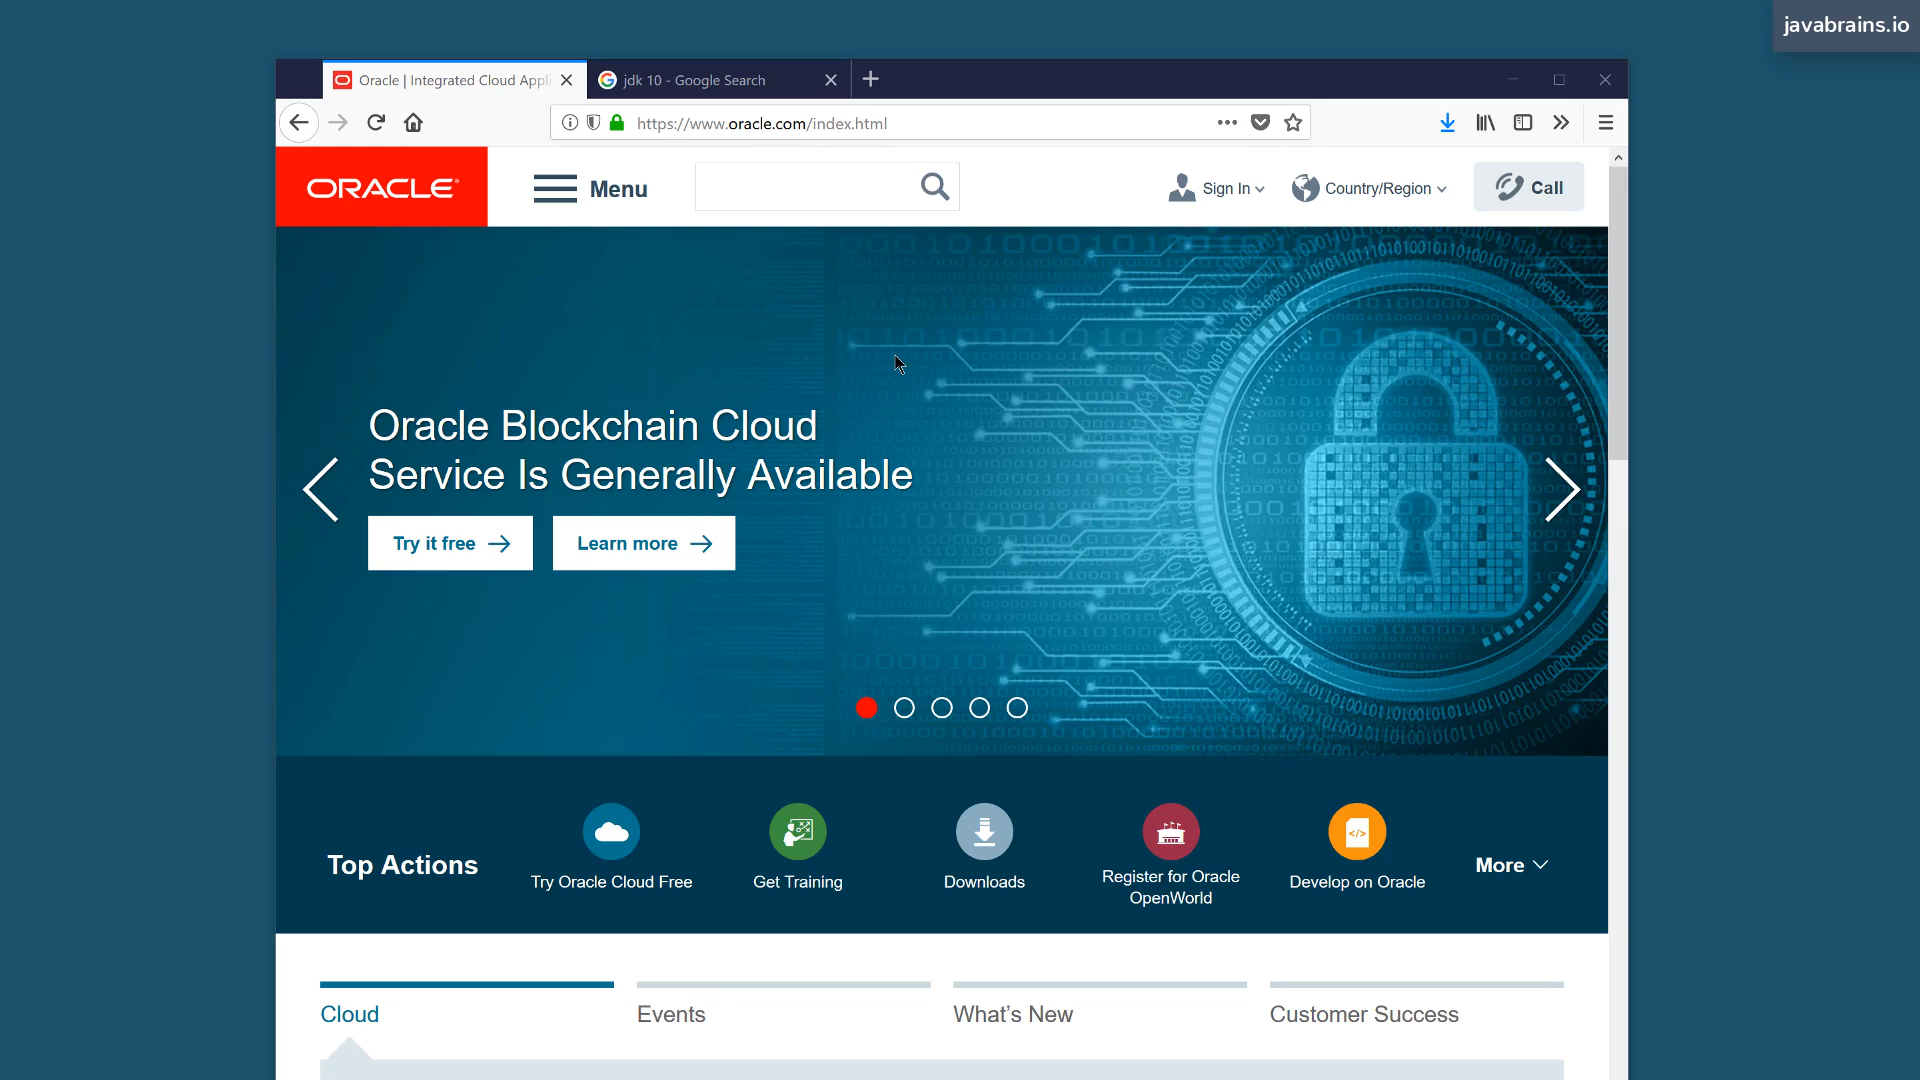 javabrains.io
Oracle | Integrated Cloud Appli
jdk 10 - Google Search
https://www.oracle.com/index.html
ORACLE
Menu
Sign In
Country/Region
Call
Oracle Blockchain Cloud
Service Is Generally Available
Try it free
Learn more
Top Actions
Try Oracle Cloud Free
Get Training
Downloads
Register for Oracle
OpenWorld
Develop on Oracle
More
Cloud
Events
What's New
Customer Success